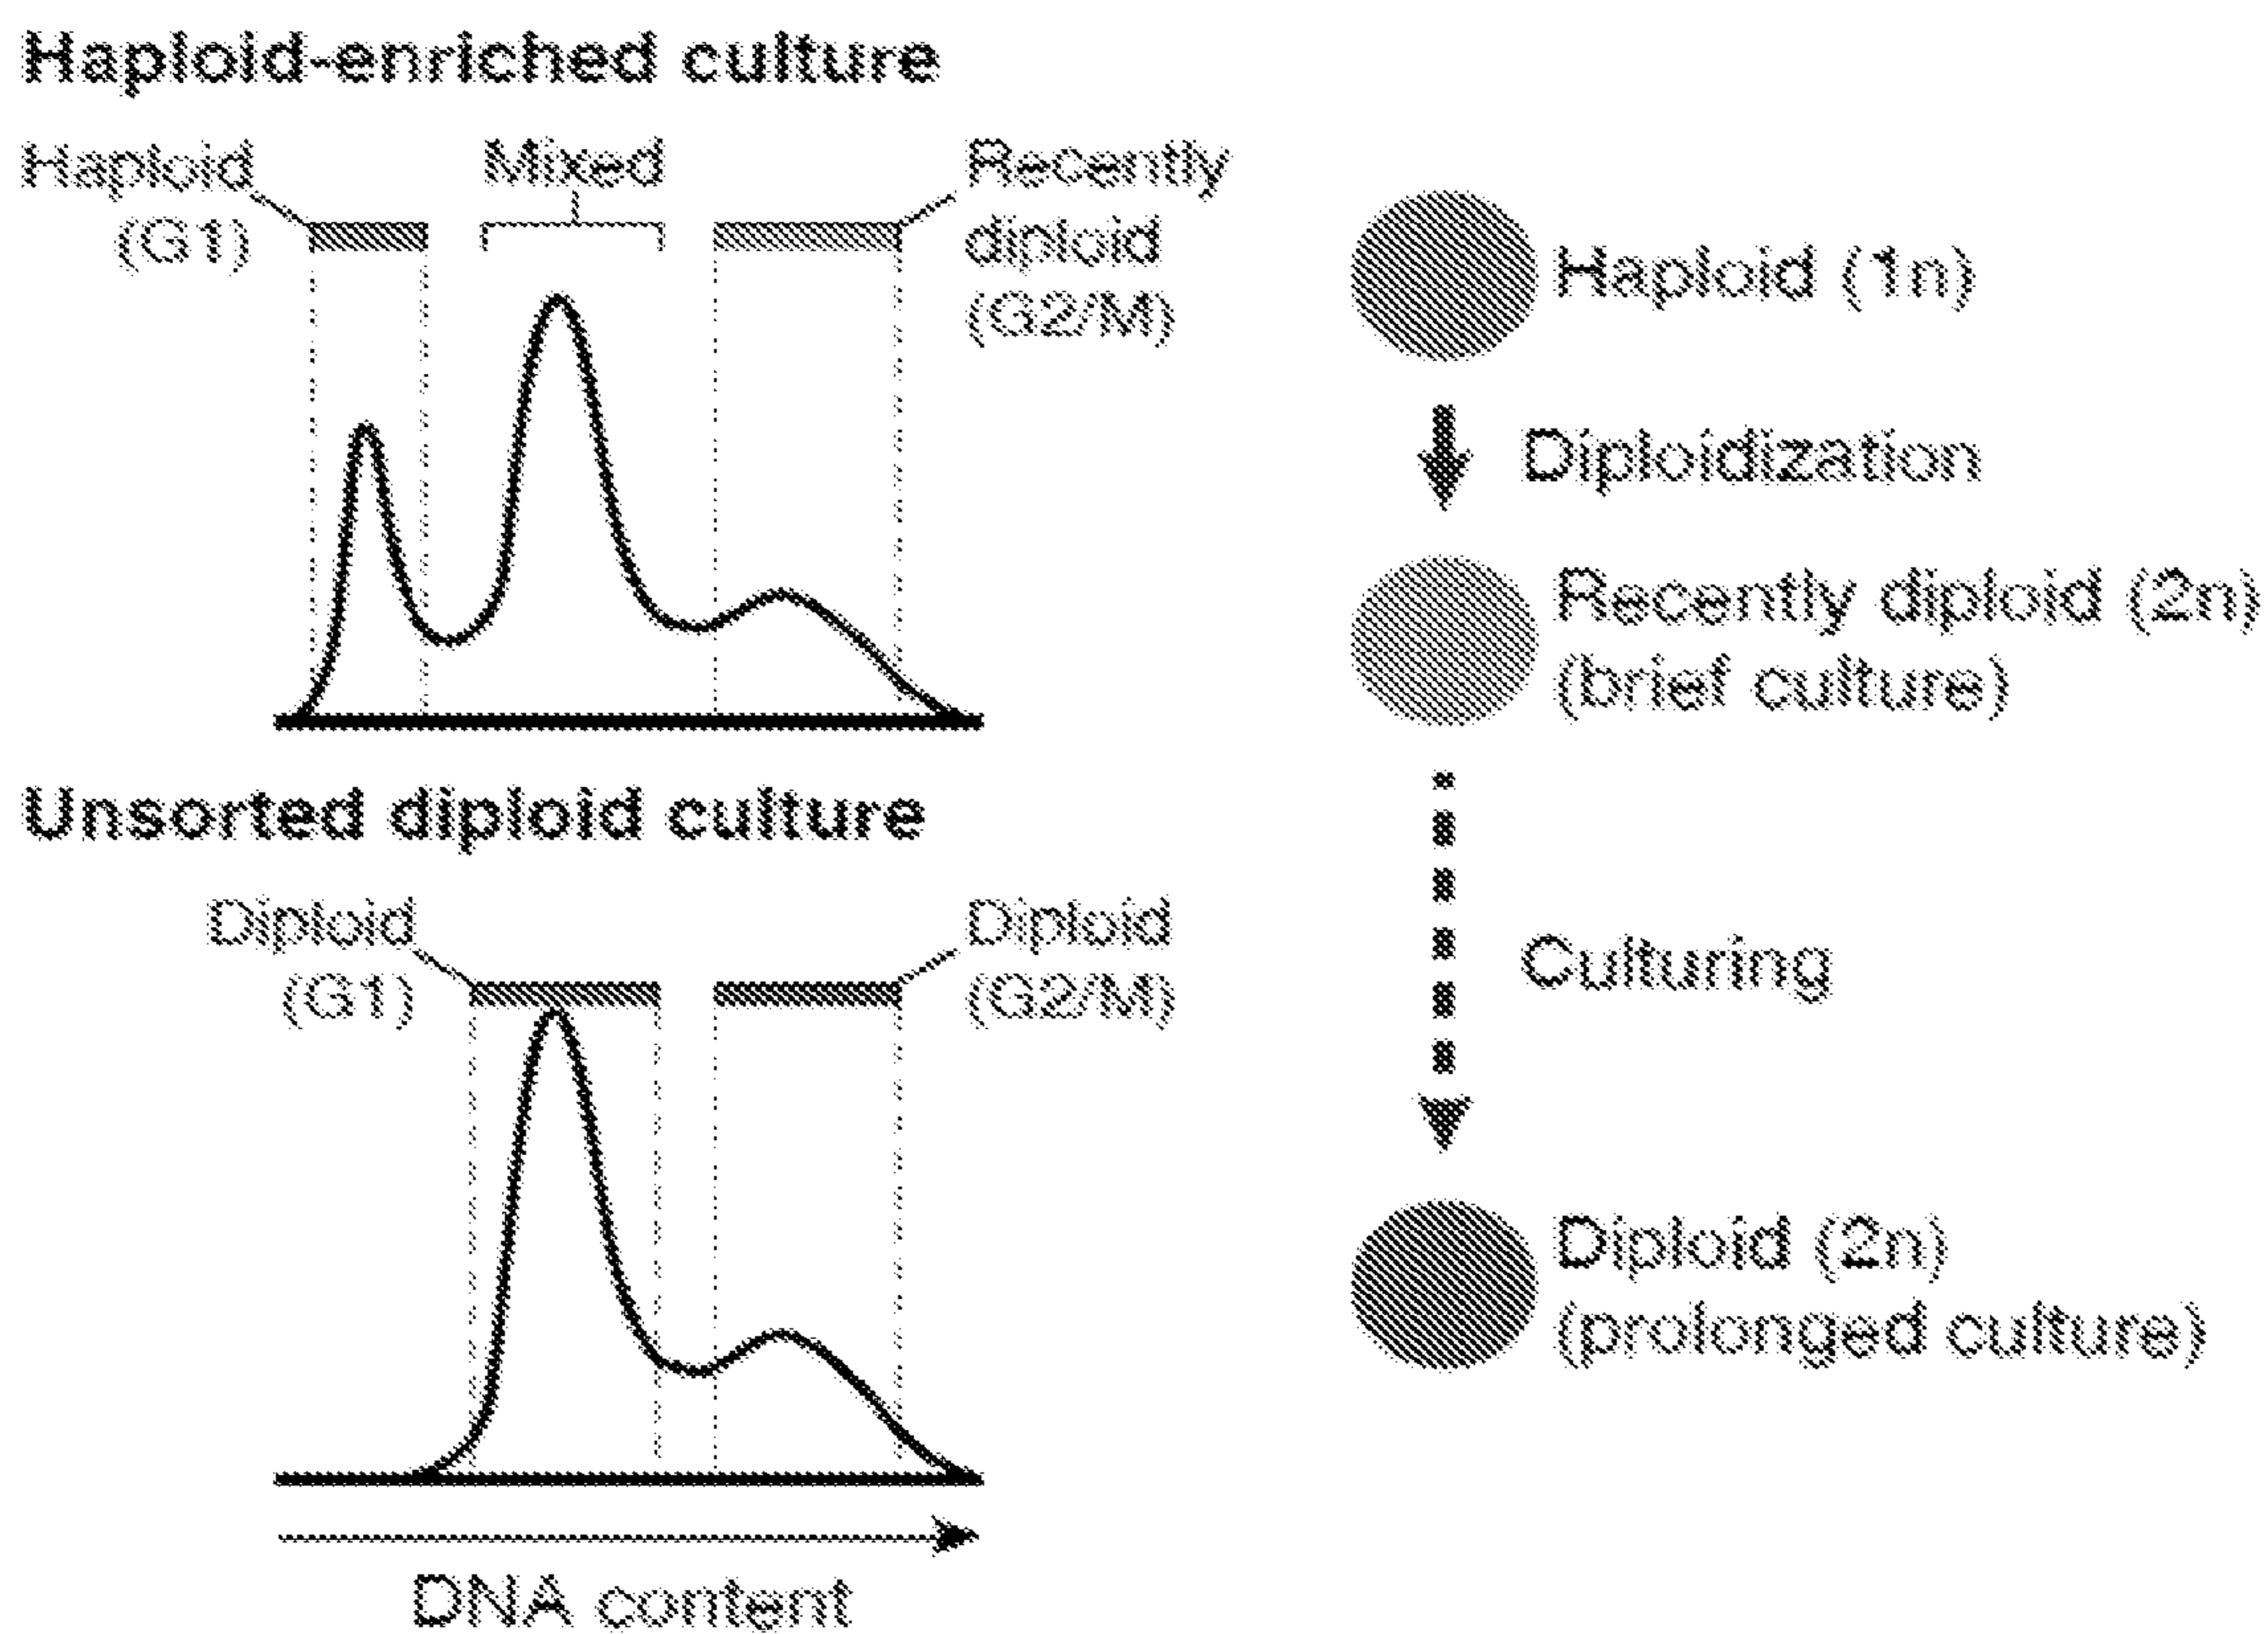 Haploid-enriched culture
Haploid
(G1)
Mixed
Recently
diploid
(G2/M)
Unsorted diploid culture
Diploid
(G1)
Diploid
(G2/M)
DNA content
Haploid (1n)
Diploidization
Recently diploid (2n)
(brief culture)
Culturing
Diploid (2n)
(prolonged culture)